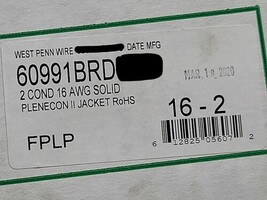 WEST PENN WIRE DATE MFG
60991BRD
MAR 18 2020
2 COND 16 AWG SOLID
PLENECON II JACKET RoHS
16 - 2
FPLP
6 12825 05607 2